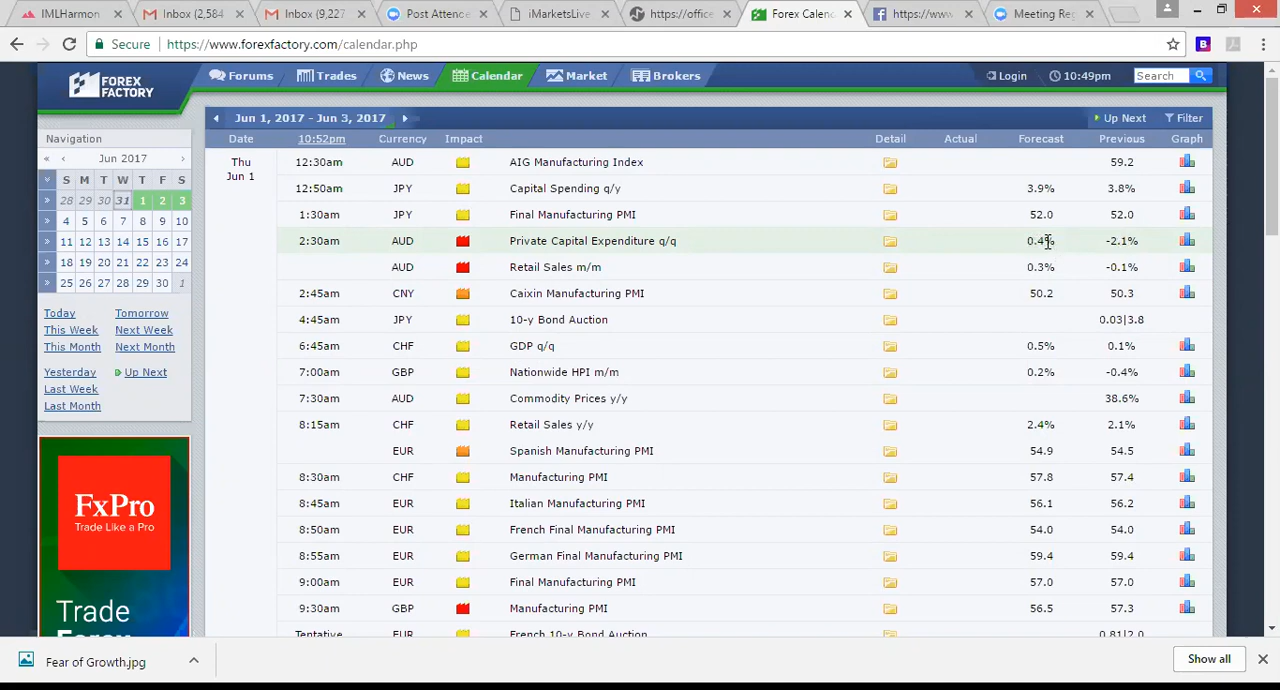 IMLHarmon
Inbox (2,584
Inbox (9,227
Post Attende
iMarketsLive
https://office
Forex Calend
https://www
Meeting Reg
Secure https://www.forexfactory.com/calendar.php
FOREX FACTORY
Forums Trades News Calendar Market Brokers Login 10:49pm Search
Jun 1, 2017 - Jun 3, 2017 Up Next Filter
Date 10:52pm Currency Impact Detail Actual Forecast Previous Graph
Navigation
« ‹ Jun 2017 ›
S M T W T F S
28 29 30 31 1 2 3
4 5 6 7 8 9 10
11 12 13 14 15 16 17
18 19 20 21 22 23 24
25 26 27 28 29 30 1
Today Tomorrow
This Week Next Week
This Month Next Month
Yesterday Up Next
Last Week
Last Month
FxPro
Trade Like a Pro
Trade
Forex
Thu
Jun 1
12:30am AUD AIG Manufacturing Index 59.2
12:50am JPY Capital Spending q/y 3.9% 3.8%
1:30am JPY Final Manufacturing PMI 52.0 52.0
2:30am AUD Private Capital Expenditure q/q 0.4% -2.1%
AUD Retail Sales m/m 0.3% -0.1%
2:45am CNY Caixin Manufacturing PMI 50.2 50.3
4:45am JPY 10-y Bond Auction 0.03|3.8
6:45am CHF GDP q/q 0.5% 0.1%
7:00am GBP Nationwide HPI m/m 0.2% -0.4%
7:30am AUD Commodity Prices y/y 38.6%
8:15am CHF Retail Sales y/y 2.4% 2.1%
EUR Spanish Manufacturing PMI 54.9 54.5
8:30am CHF Manufacturing PMI 57.8 57.4
8:45am EUR Italian Manufacturing PMI 56.1 56.2
8:50am EUR French Final Manufacturing PMI 54.0 54.0
8:55am EUR German Final Manufacturing PMI 59.4 59.4
9:00am EUR Final Manufacturing PMI 57.0 57.0
9:30am GBP Manufacturing PMI 56.5 57.3
Tentative EUR French 10-y Bond Auction 0.81|2.0
Fear of Growth.jpg
Show all